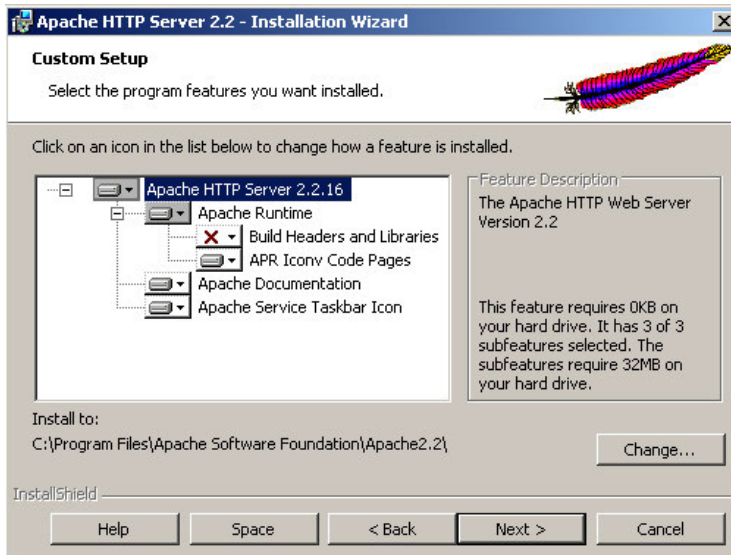 Apache HTTP Server 2.2 - Installation Wizard
Custom Setup
Select the program features you want installed.
Click on an icon in the list below to change how a feature is installed.
Apache HTTP Server 2.2.16
Apache Runtime
Build Headers and Libraries
APR Iconv Code Pages
Apache Documentation
Apache Service Taskbar Icon
Feature Description
The Apache HTTP Web Server
Version 2.2
This feature requires 0KB on
your hard drive. It has 3 of 3
subfeatures selected. The
subfeatures require 32MB on
your hard drive.
Install to:
C:\Program Files\Apache Software Foundation\Apache2.2\
Change...
InstallShield
Help
Space
< Back
Next >
Cancel